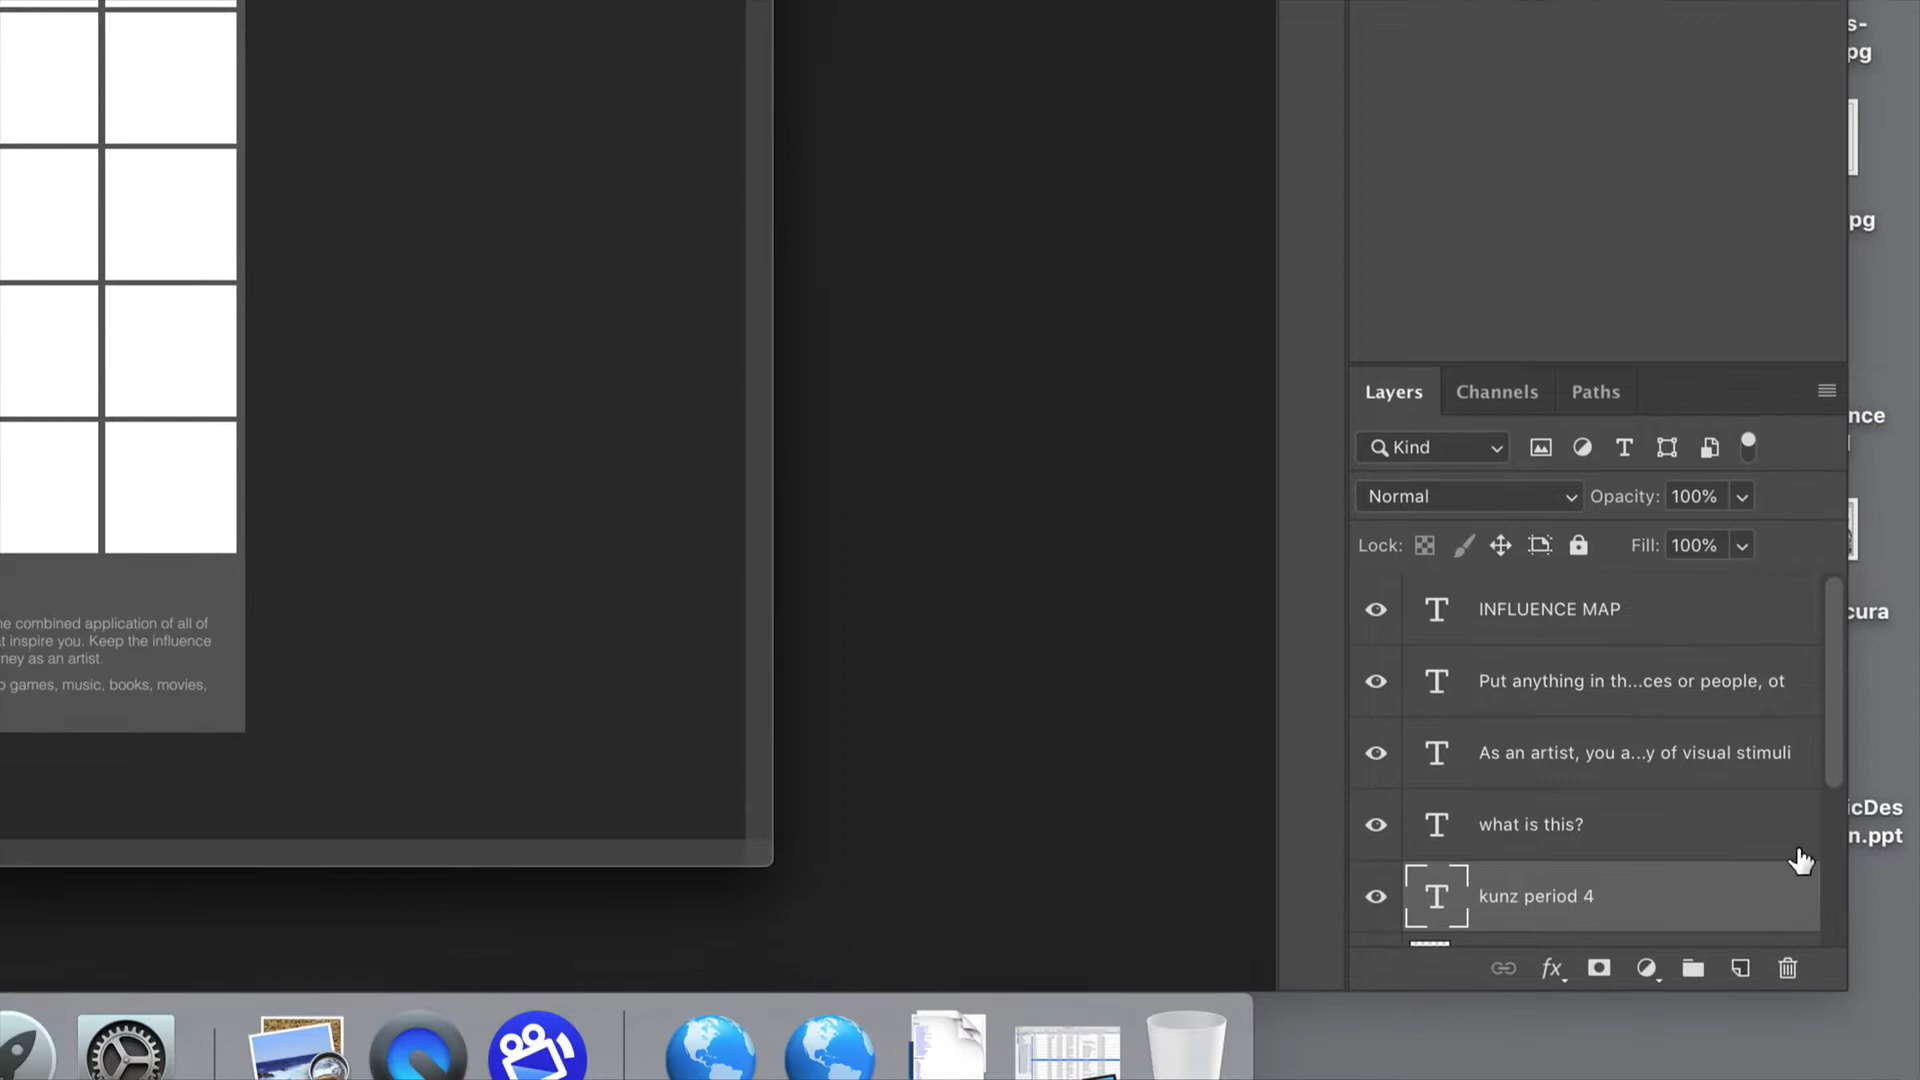 s-
pg
pg
nce
cura
icDes
n.ppt
Layers Channels Paths
Kind
Normal Opacity: 100%
Lock: Fill: 100%
INFLUENCE MAP
Put anything in th...ces or people, ot
As an artist, you a...y of visual stimuli
what is this?
kunz period 4
fx
ne combined application of all of
at inspire you. Keep the influence
ney as an artist.
o games, music, books, movies,